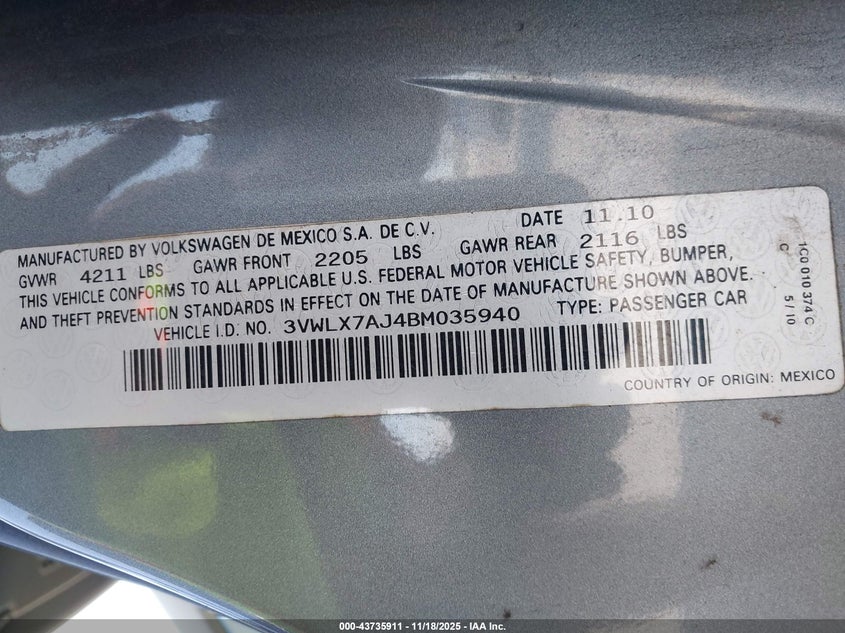 MANUFACTURED BY VOLKSWAGEN DE MEXICO S.A. DE C.V. DATE 11.10
GVWR 4211 LBS GAWR FRONT 2205 LBS GAWR REAR 2116 LBS
THIS VEHICLE CONFORMS TO ALL APPLICABLE U.S. FEDERAL MOTOR VEHICLE SAFETY, BUMPER,
AND THEFT PREVENTION STANDARDS IN EFFECT ON THE DATE OF MANUFACTURE SHOWN ABOVE.
VEHICLE I.D. NO. 3VWLX7AJ4BM035940 TYPE: PASSENGER CAR
COUNTRY OF ORIGIN: MEXICO
1C0 010 374 C
C 5/10
000-43735911 - 11/18/2025 - IAA Inc.